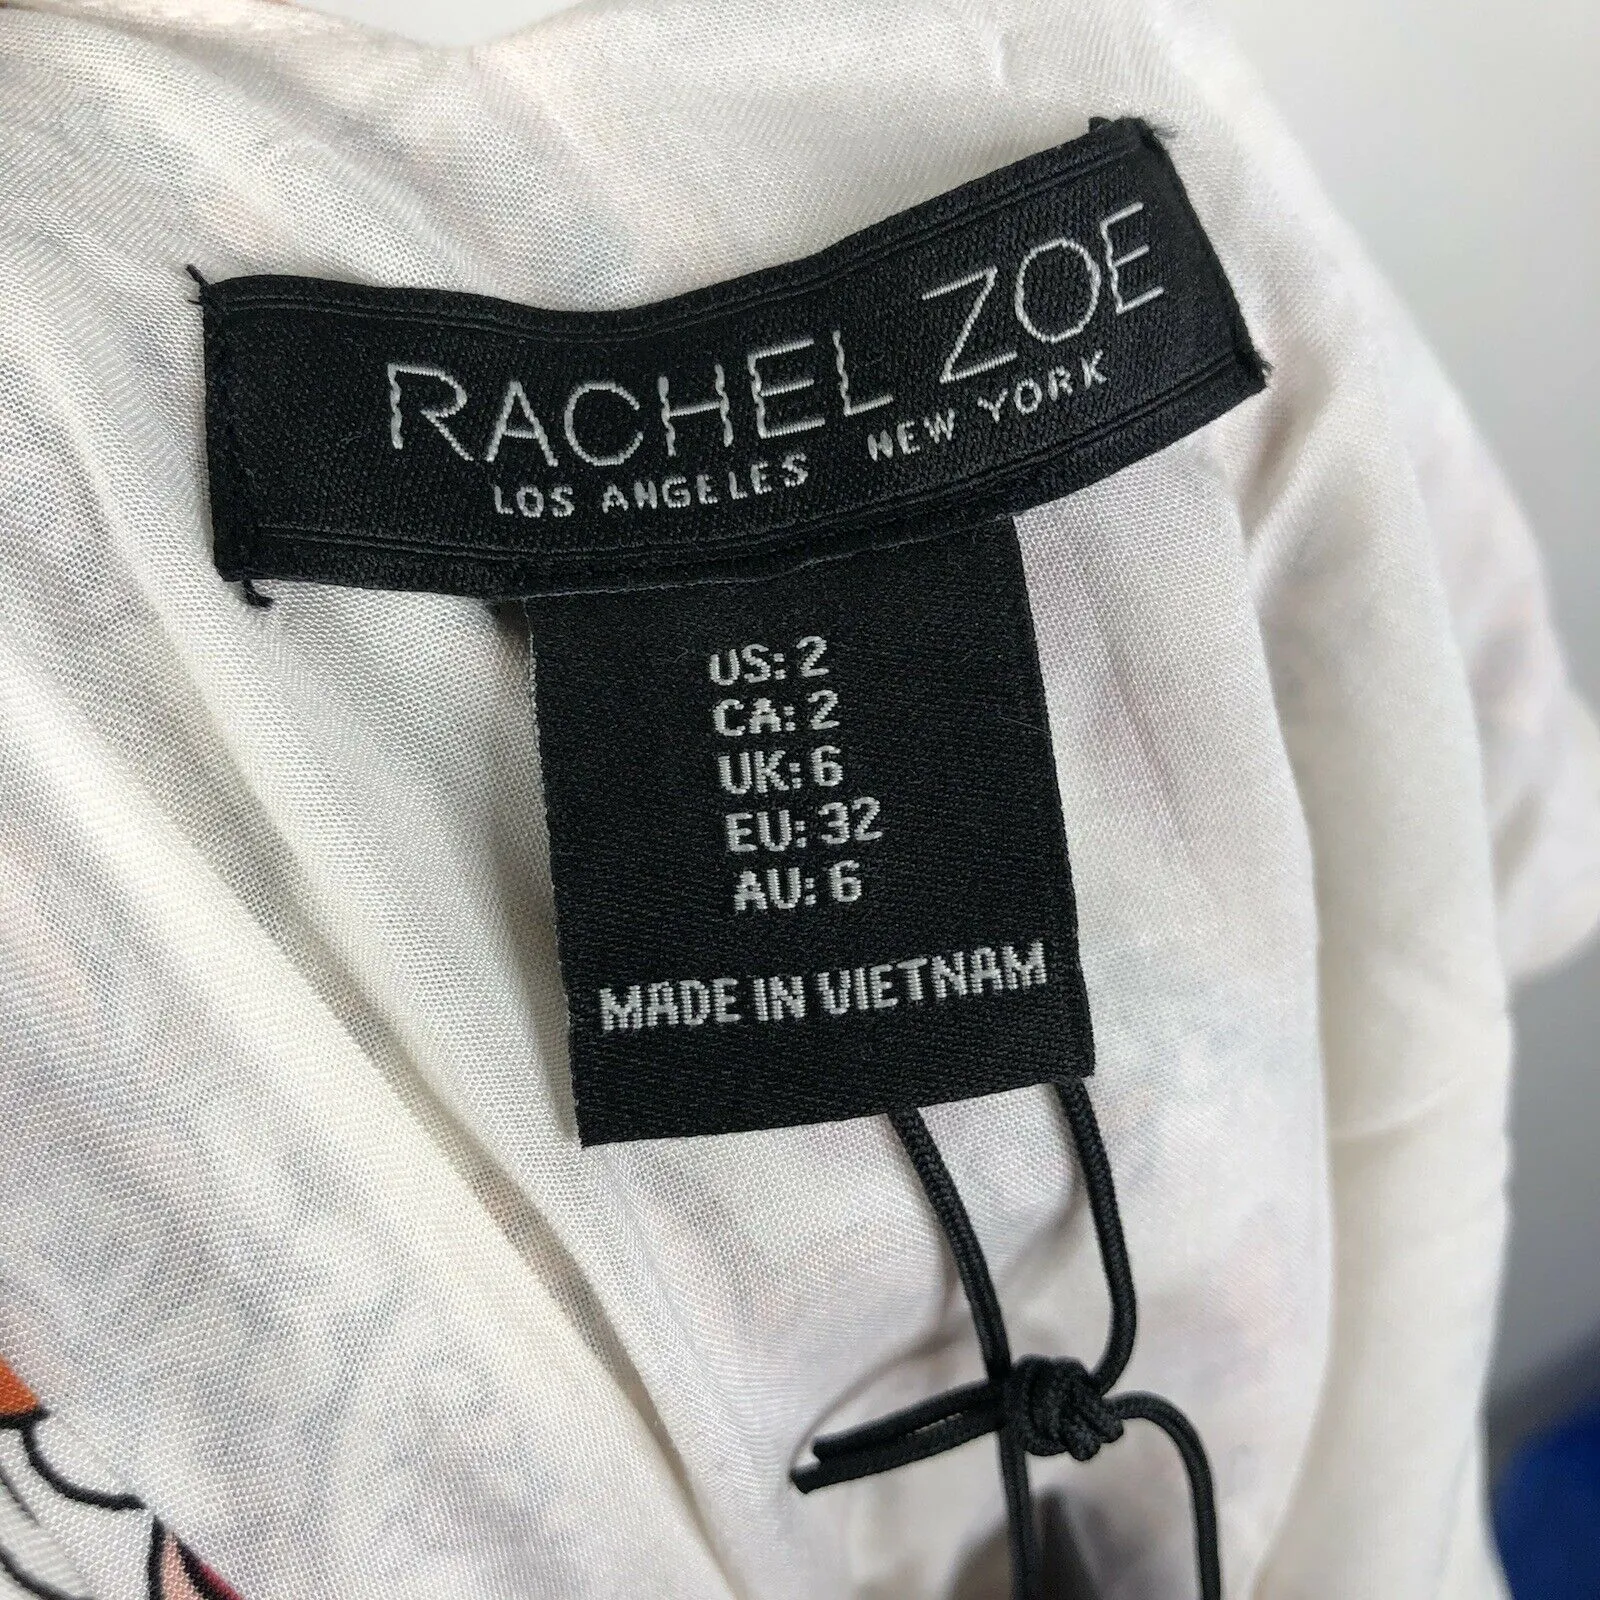 RACHEL ZOE
LOS ANGELES NEW YORK
US: 2
CA: 2
UK: 6
EU: 32
AU: 6
MADE IN VIETNAM